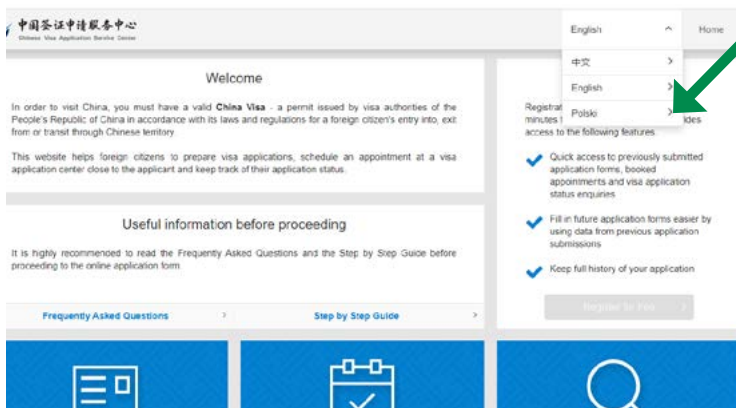 中国签证申请服务中心
Chinese Visa Application Service Center
English
Home
中文
English
Polski
Welcome
In order to visit China, you must have a valid China Visa - a permit issued by visa authorities of the
People's Republic of China in accordance with its laws and regulations for a foreign citizen's entry into, exit
from or transit through Chinese territory
This website helps foreign citizens to prepare visa applications, schedule an appointment at a visa
application center close to the applicant and keep track of their application status.
Useful information before proceeding
It is highly recommended to read the Frequently Asked Questions and the Step by Step Guide before
proceeding to the online application form
Frequently Asked Questions
Step by Step Guide
minutes
access to the following features
Quick access to previously submitted
application forms, booked
appointments and visa application
status enquiries
Fill in future application forms easier by
using data from previous application
submissions
Keep full history of your application
Register for